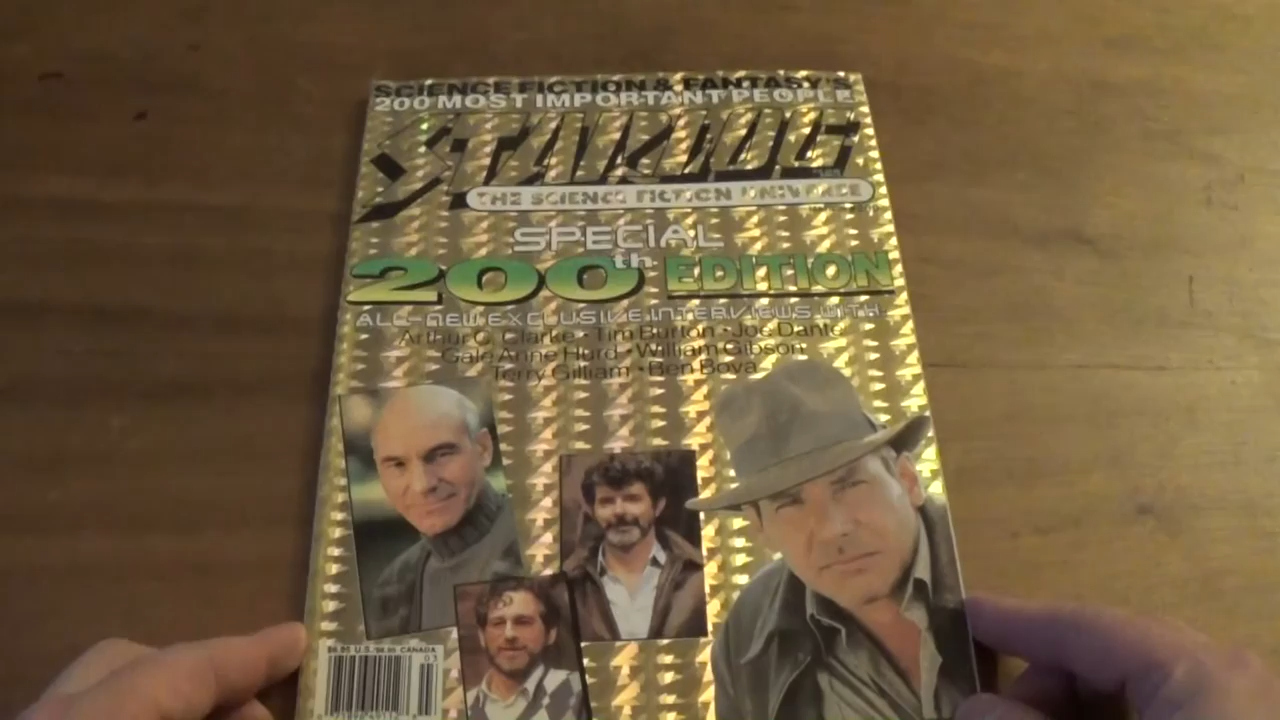 SCIENCE FICTION & FANTASY'S
200 MOST IMPORTANT PEOPLE
STARLOG
THE SCIENCE FICTION UNIVERSE
SPECIAL
200th EDITION
ALL-NEW EXCLUSIVE INTERVIEWS WITH:
Arthur C. Clarke • Tim Burton • Joe Dante
Gale Anne Hurd • William Gibson
Terry Gilliam • Ben Bova
$6.95 U.S./$8.95 CANADA
03